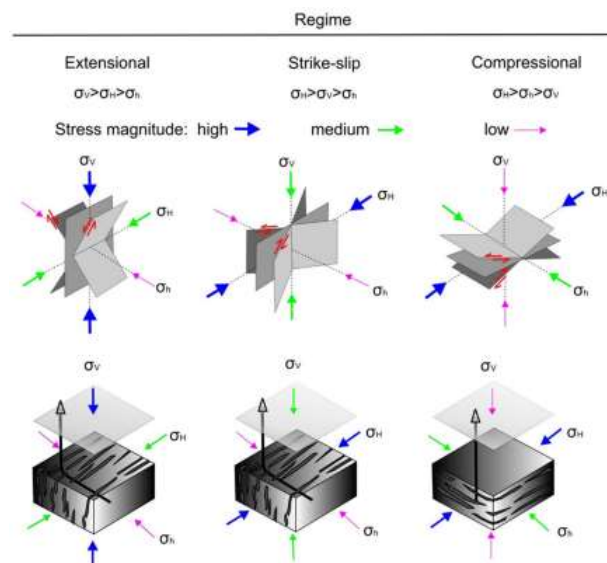 Regime
Extensional Strike-slip Compressional
σV>σH>σh σH>σV>σh σH>σh>σV
Stress magnitude: high medium low
σV σV σV
σH σH σH
σh σh σh
σV σV σV
σH σH σH
σh σh σh